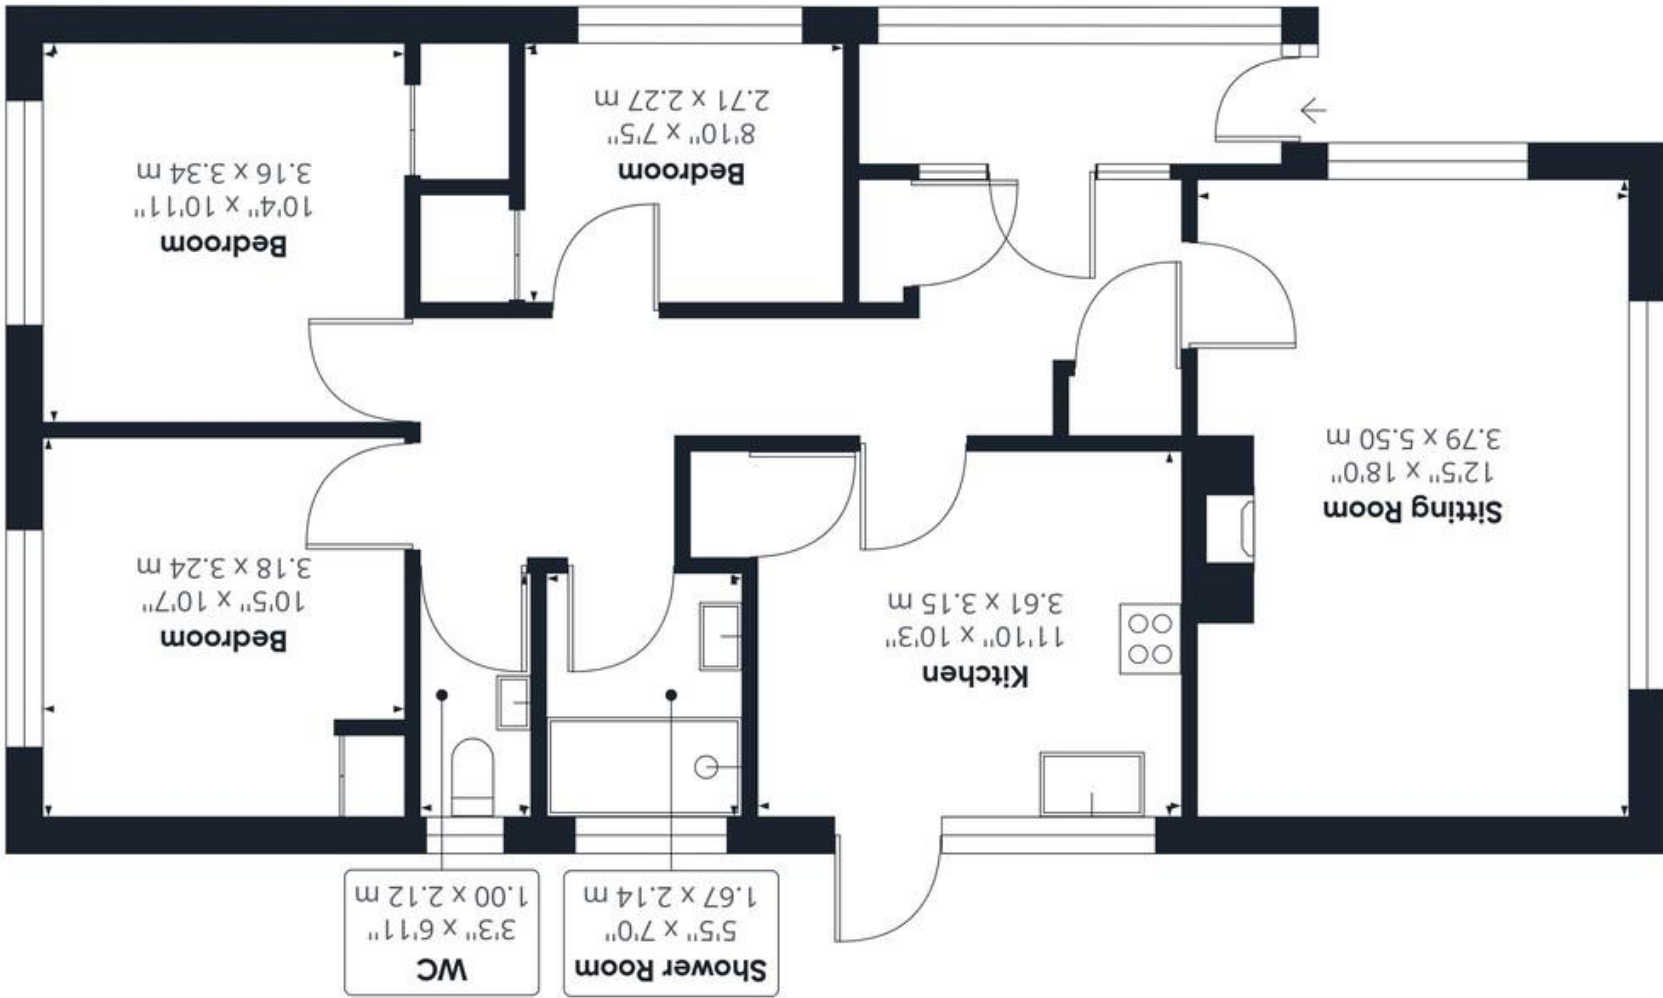 Shower Room
5'5" x 7'0"
1.67 x 2.14 m
WC
3'3" x 6'11"
1.00 x 2.12 m
Kitchen
11'10" x 10'3"
3.61 x 3.15 m
Bedroom
10'5" x 10'7"
3.18 x 3.24 m
Sitting Room
12'5" x 18'0"
3.79 x 5.50 m
Bedroom
10'4" x 10'11"
3.16 x 3.34 m
Bedroom
8'10" x 7'5"
2.71 x 2.27 m